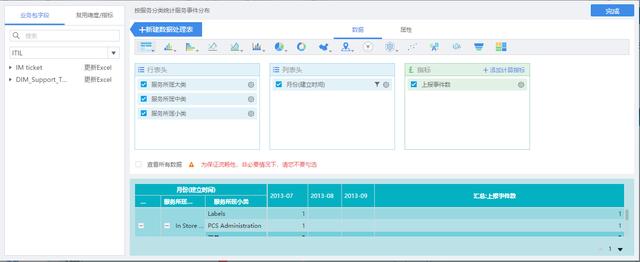 业务包字段
复用维度/指标
搜索
ITIL
IM ticket
更新Excel
DIM_Support_T...
更新Excel
按服务分类统计服务事件分布
完成
+新建数据处理表
数据
属性
行表头
服务所班大类
服务所班中类
服务所班小类
列表头
月份(建立时间)
指标
+ 添加计算指标
上报事件数
查看所有数据
为保证流畅性，非必要情况下，请它不要勾选
月份(建立时间)
2013-07
2013-08
2013-09
汇总:上报事件数
...
服务所班...
服务所班小类
Labels
1
1
In Store ...
PCS Administration
1
1
1